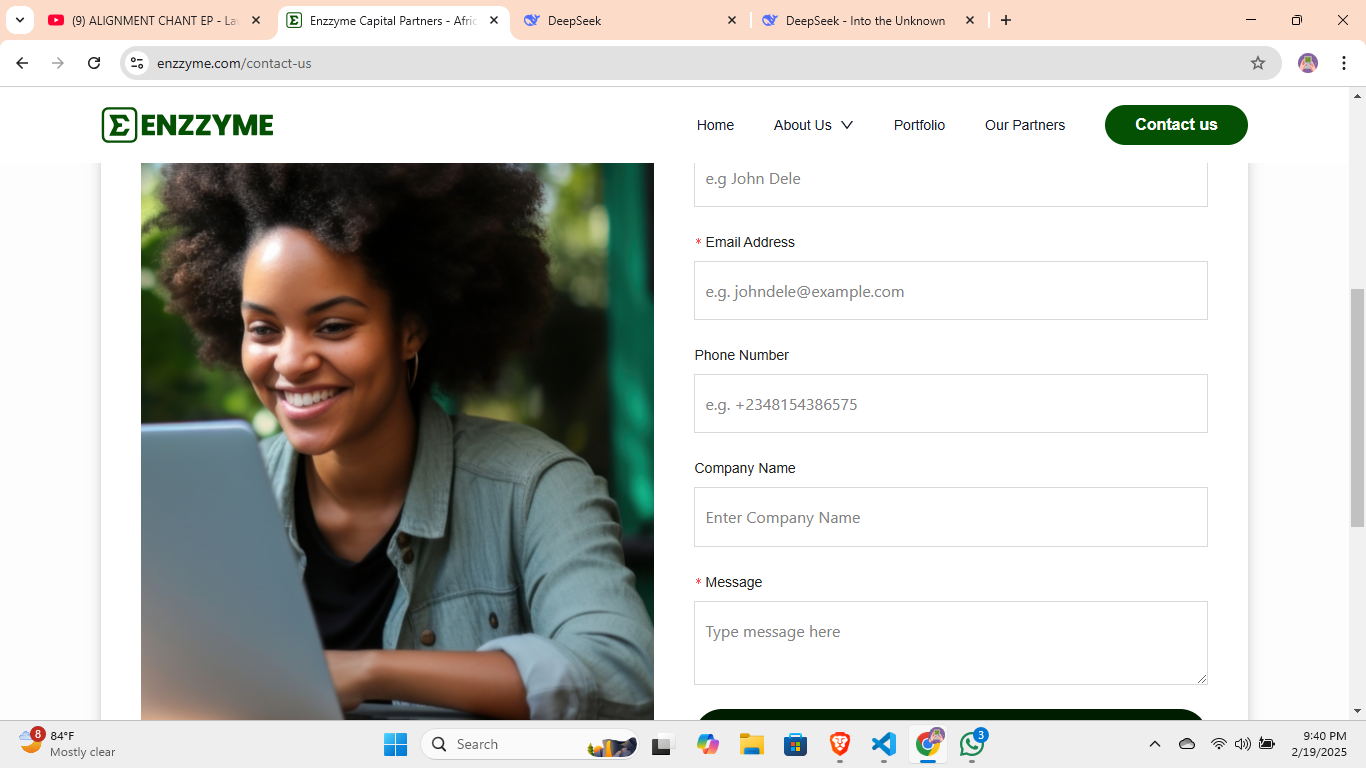 (9) ALIGNMENT CHANT EP - La
Enzzyme Capital Partners - Afric
DeepSeek
DeepSeek - Into the Unknown
enzzyme.com/contact-us
Σ ENZZYME
Home
About Us
Portfolio
Our Partners
Contact us
e.g John Dele
* Email Address
e.g. johndele@example.com
Phone Number
e.g. +2348154386575
Company Name
Enter Company Name
* Message
Type message here
8
84°F
Mostly clear
Search
3
9:40 PM
2/19/2025